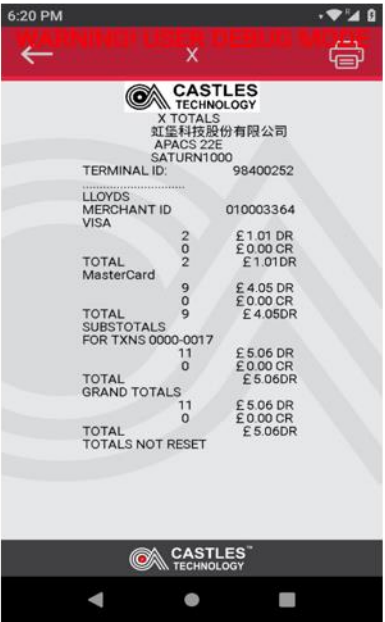 6:20 PM
WARNING! USER DEBUG MODE
X
CASTLES
TECHNOLOGY
X TOTALS
虹堡科技股份有限公司
APACS 22E
SATURN1000
TERMINAL ID: 98400252
..............................
LLOYDS
MERCHANT ID 010003364
VISA
2 £1.01 DR
0 £0.00 CR
TOTAL 2 £1.01DR
MasterCard
9 £4.05 DR
0 £0.00 CR
TOTAL 9 £4.05DR
SUBSTOTALS
FOR TXNS 0000-0017
11 £5.06 DR
0 £0.00 CR
TOTAL £5.06DR
GRAND TOTALS
11 £5.06 DR
0 £0.00 CR
TOTAL £5.06DR
TOTALS NOT RESET
CASTLES™
TECHNOLOGY